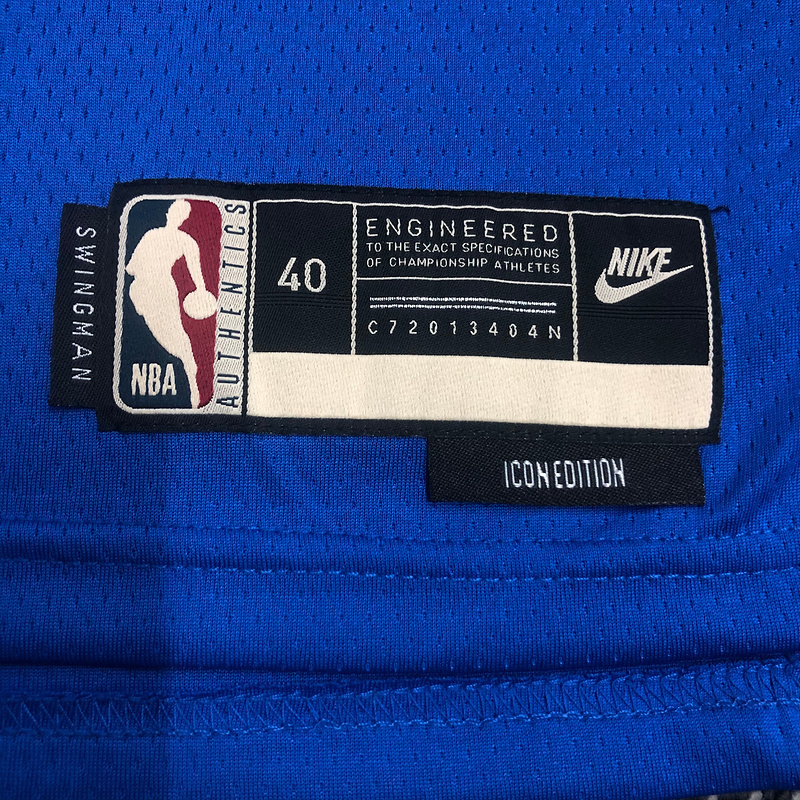 SWINGMAN
NBA
AUTHENTICS
40
ENGINEERED
TO THE EXACT SPECIFICATIONS
OF CHAMPIONSHIP ATHLETES
C72013404N
NIKE
ICON EDITION